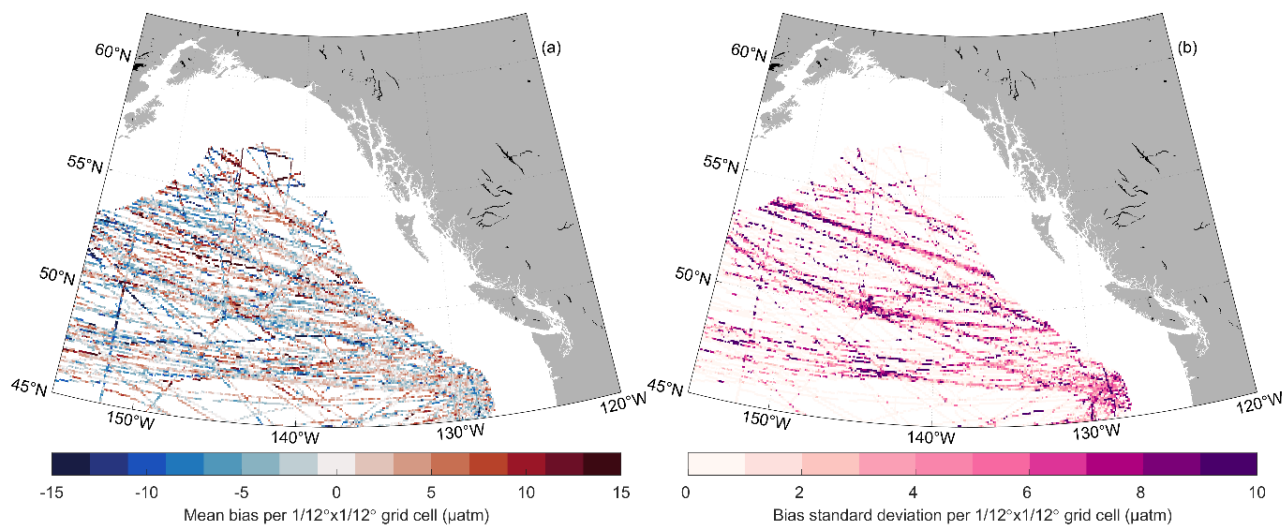 (a)
60°N
55°N
50°N
45°N
150°W
140°W
130°W
120°W
-15 -10 -5 0 5 10 15
Mean bias per 1/12°x1/12° grid cell (µatm)
(b)
60°N
55°N
50°N
45°N
150°W
140°W
130°W
120°W
0 2 4 6 8 10
Bias standard deviation per 1/12°x1/12° grid cell (µatm)